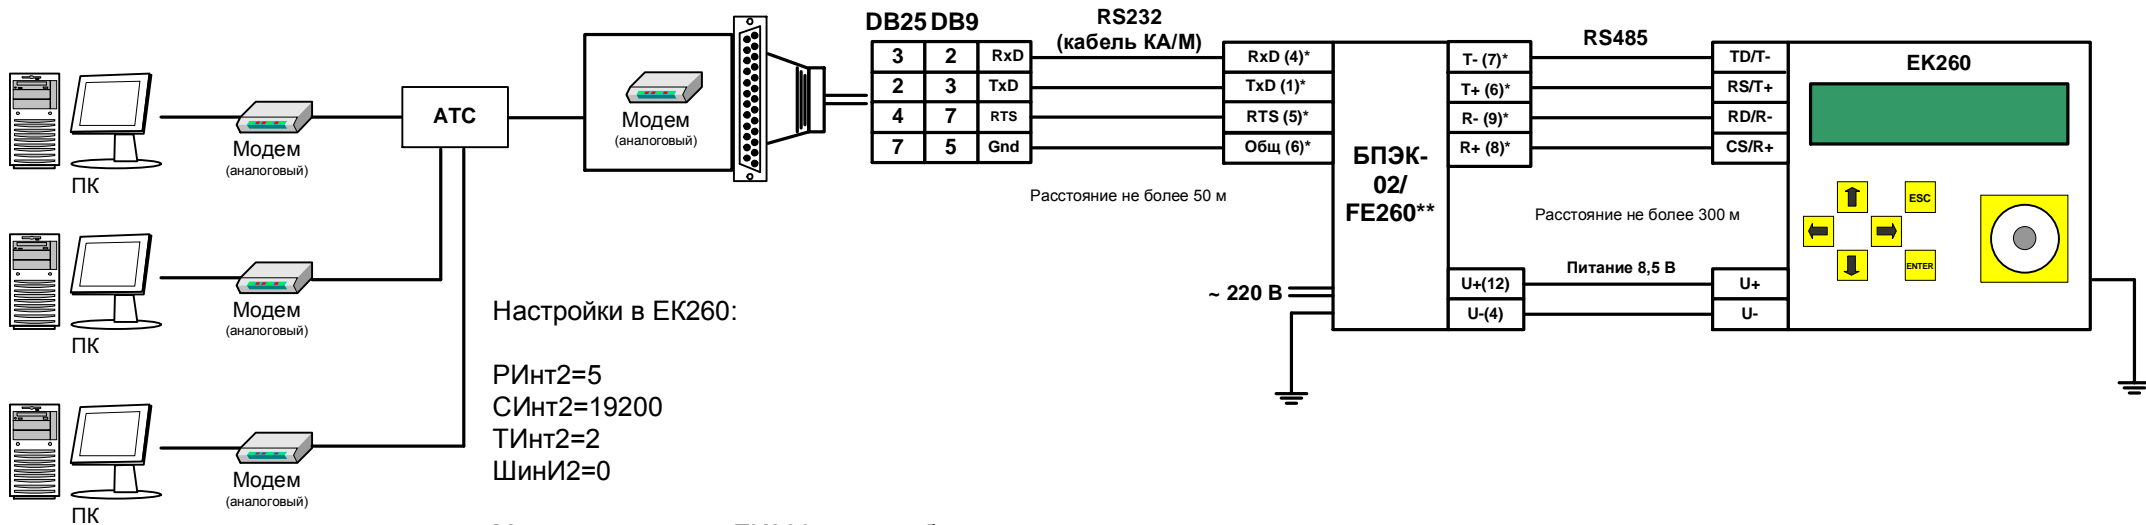 ПК
Модем
(аналоговый)
ПК
Модем
(аналоговый)
ПК
Модем
(аналоговый)
АТС
Модем
(аналоговый)
DB25 DB9
3 2 RxD
2 3 TxD
4 7 RTS
7 5 Gnd
RS232
(кабель КА/М)
Расстояние не более 50 м
RxD (4)*
TxD (1)*
RTS (5)*
Общ (6)*
БПЭК-
02/
FE260**
~ 220 В
T- (7)*
T+ (6)*
R- (9)*
R+ (8)*
U+(12)
U-(4)
RS485
Расстояние не более 300 м
Питание 8,5 В
TD/T-
RS/T+
RD/R-
CS/R+
U+
U-
EK260
ESC
ENTER
Настройки в ЕК260:
РИнт2=5
СИнт2=19200
ТИнт2=2
ШинИ2=0